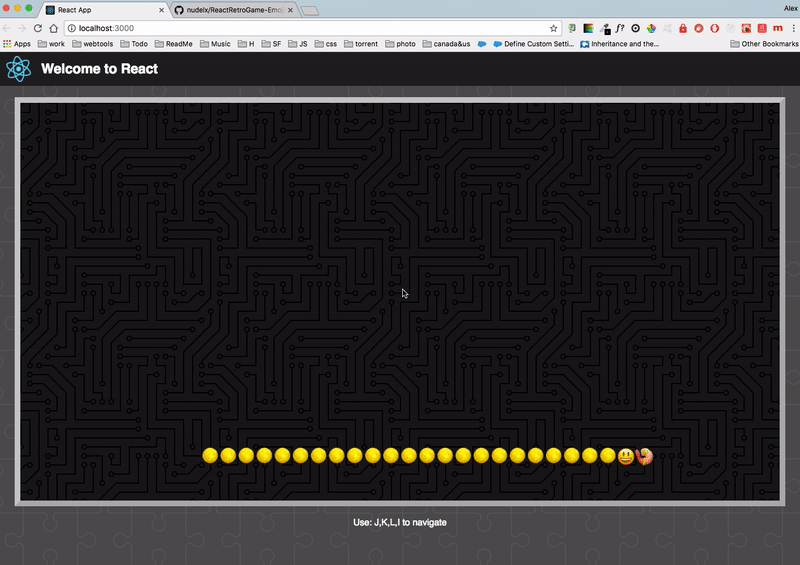 React App
nudelx/ReactRetroGame-Emoj
Alex
localhost:3000
Apps work webtools Todo ReadMe Music H SF JS css torrent photo canada&us Define Custom Setti... Inheritance and the... Other Bookmarks
Welcome to React
Use: J,K,L,I to navigate